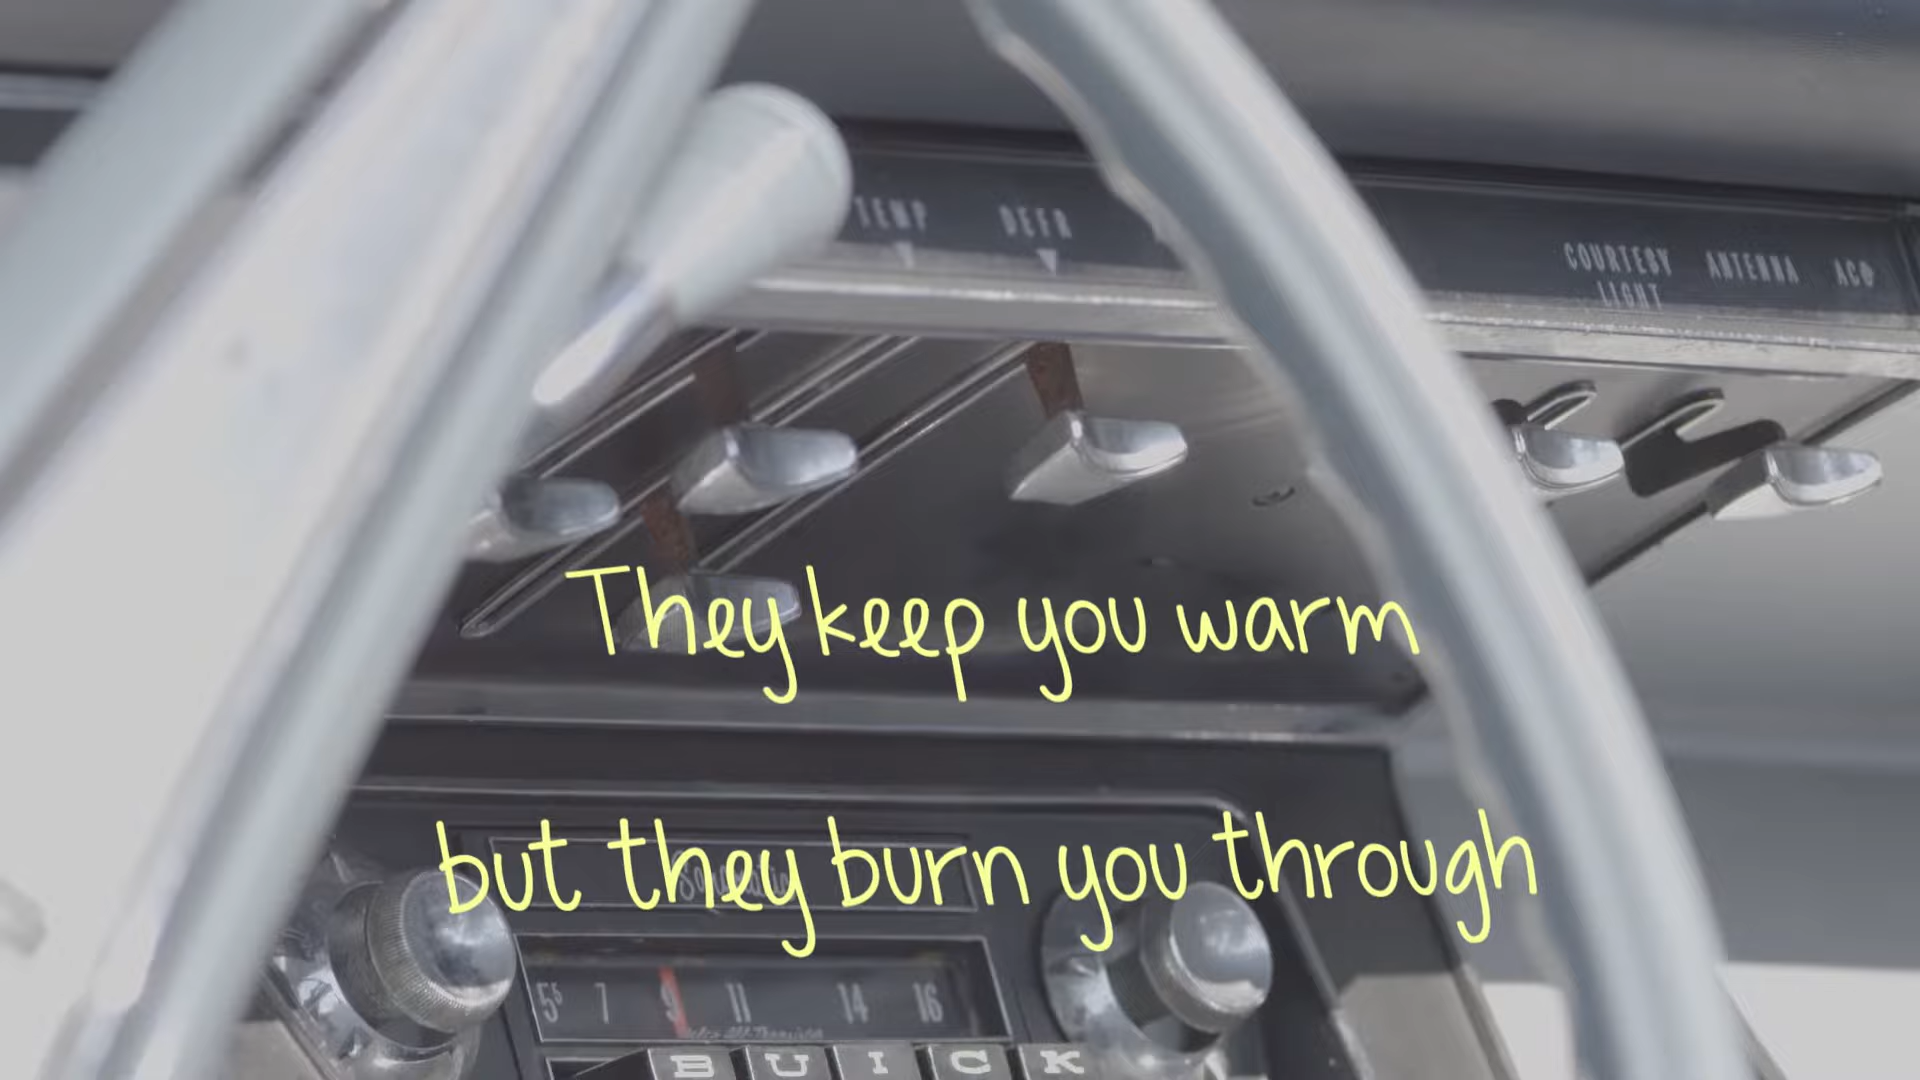 TEMP DEFR
COURTESY LIGHT ANTENNA
They keep you warm
but they burn you through
5⁵ 7 9 11 14 16
BUICK